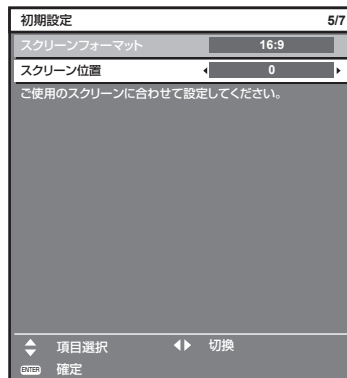 初期設定 5/7
スクリーンフォーマット 16:9
スクリーン位置 0
ご使用のスクリーンに合わせて設定してください。
項目選択 切換
ENTER 確定